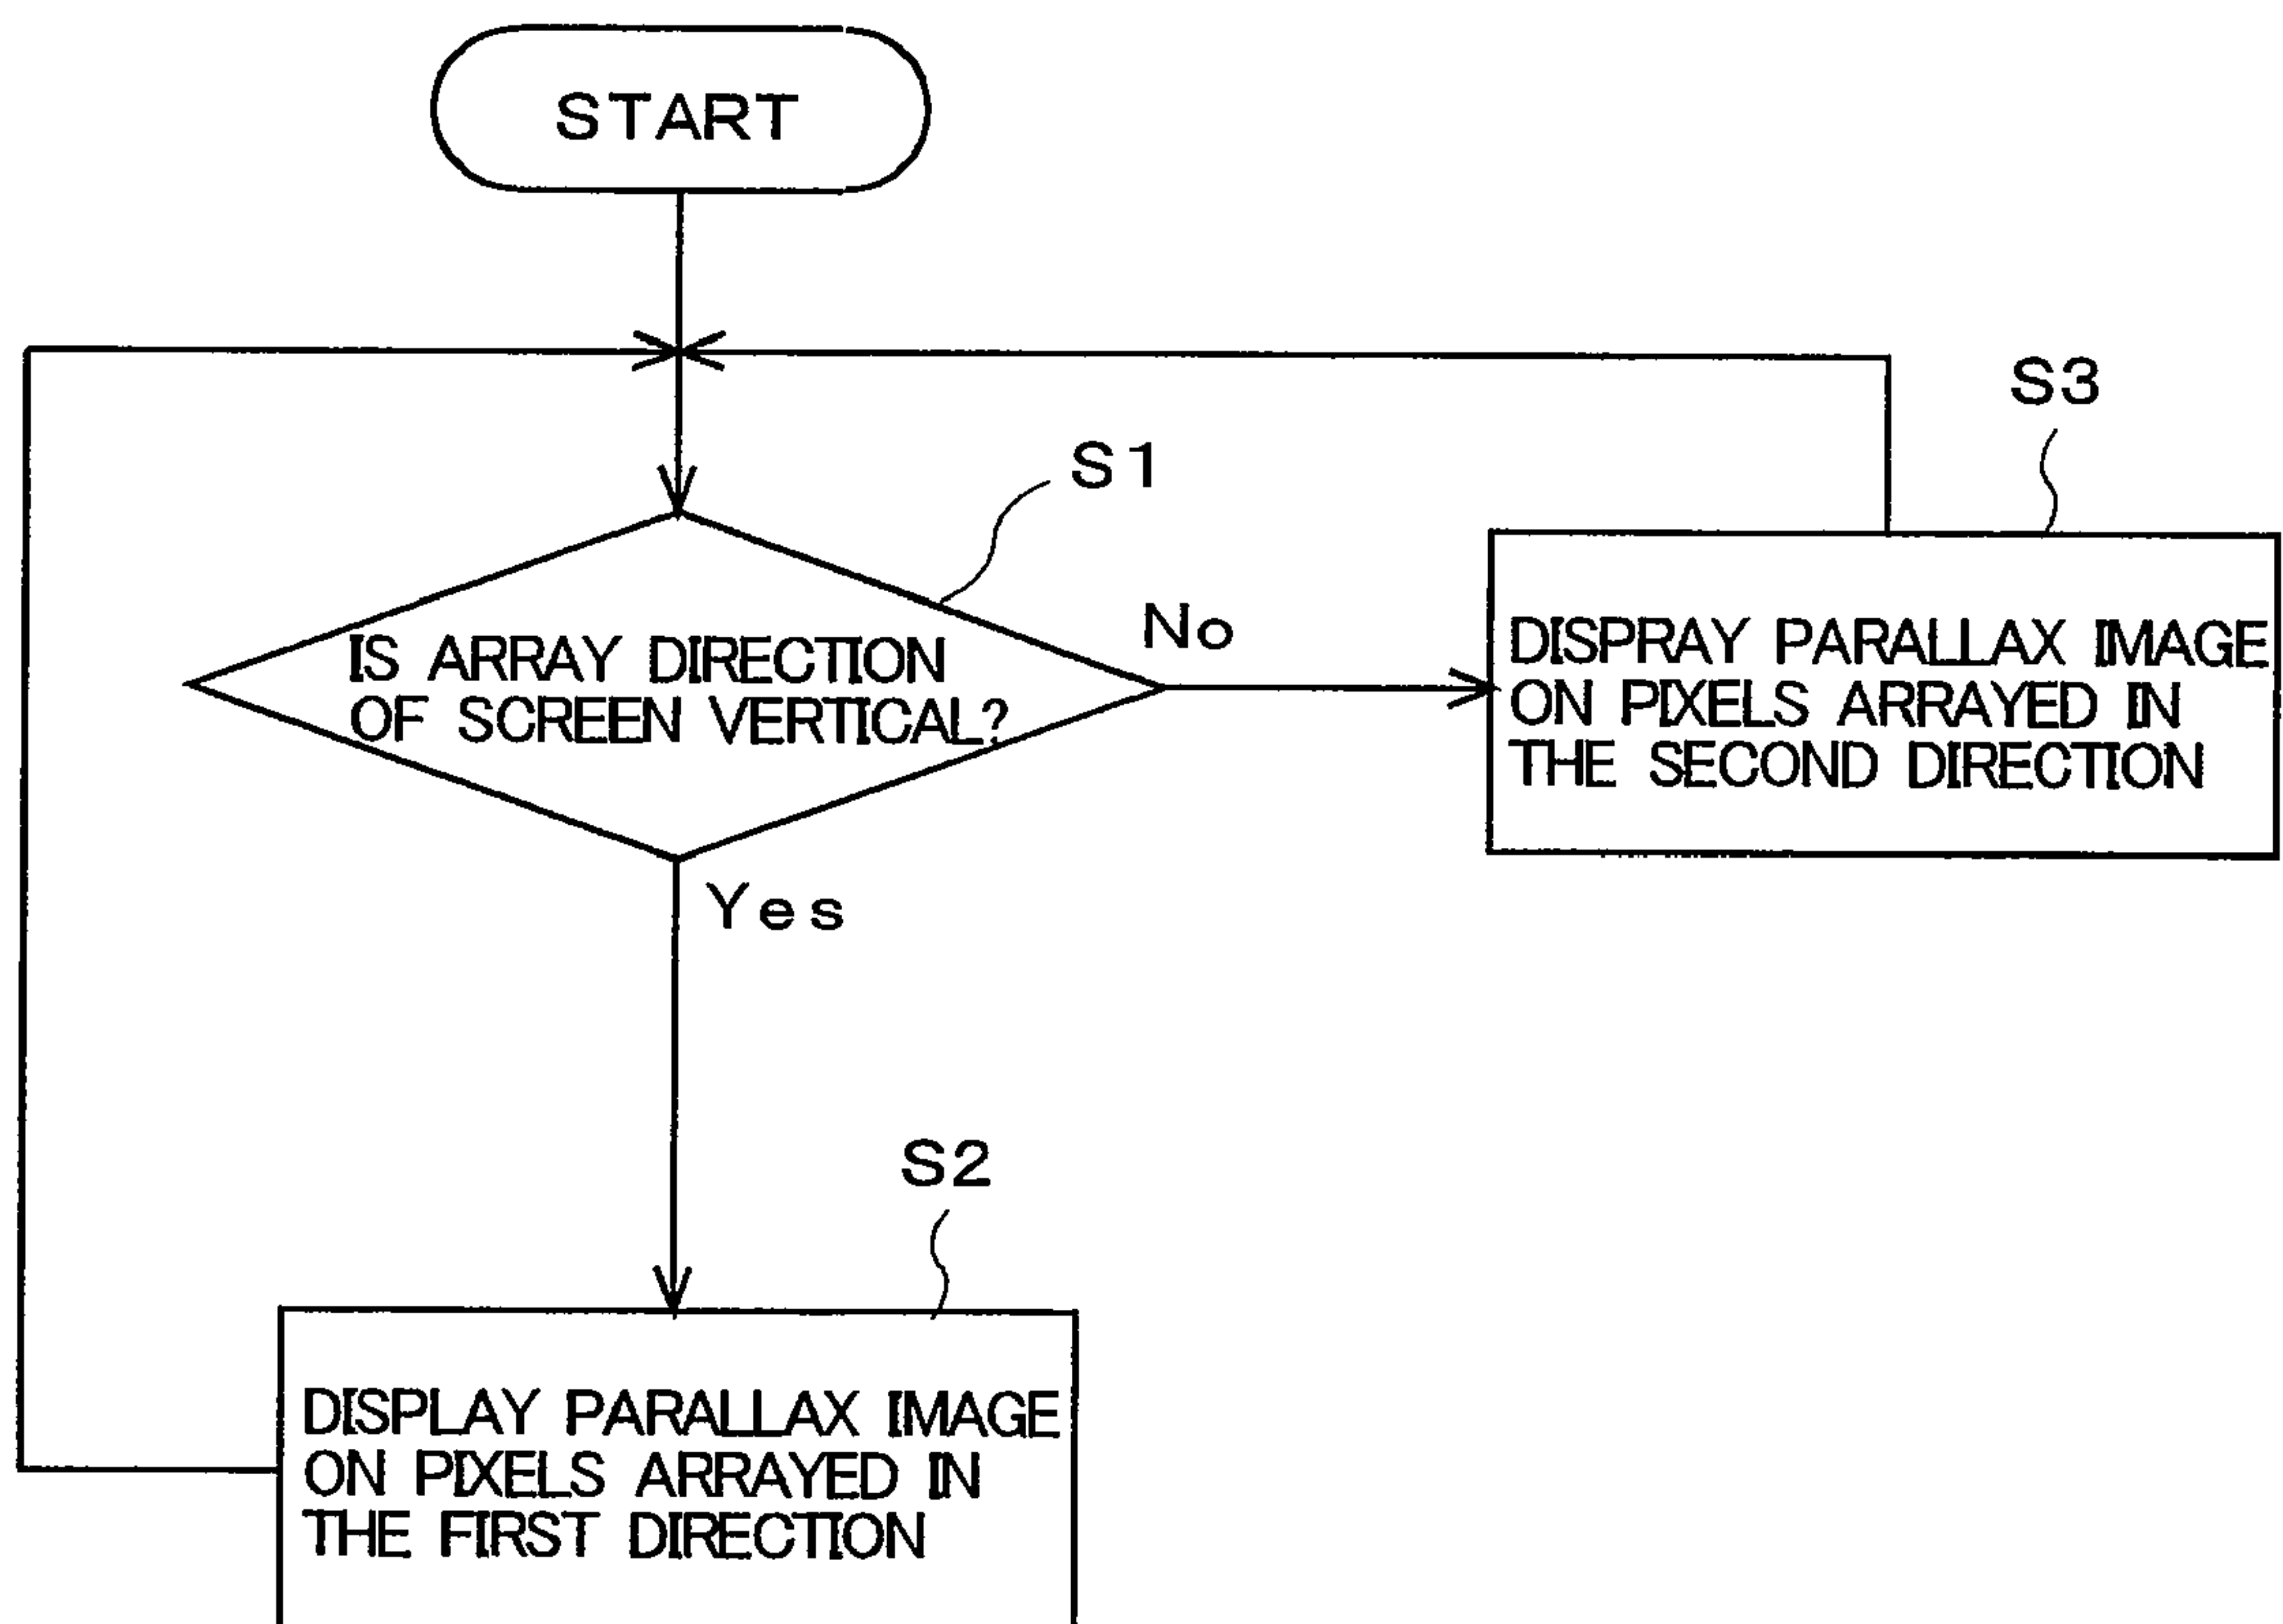 START
S3
S1
IS ARRAY DIRECTION
OF SCREEN VERTICAL?
No
DISPRAY PARALLAX IMAGE
ON PIXELS ARRAYED IN
THE SECOND DIRECTION
Yes
S2
DISPLAY PARALLAX IMAGE
ON PIXELS ARRAYED IN
THE FIRST DIRECTION